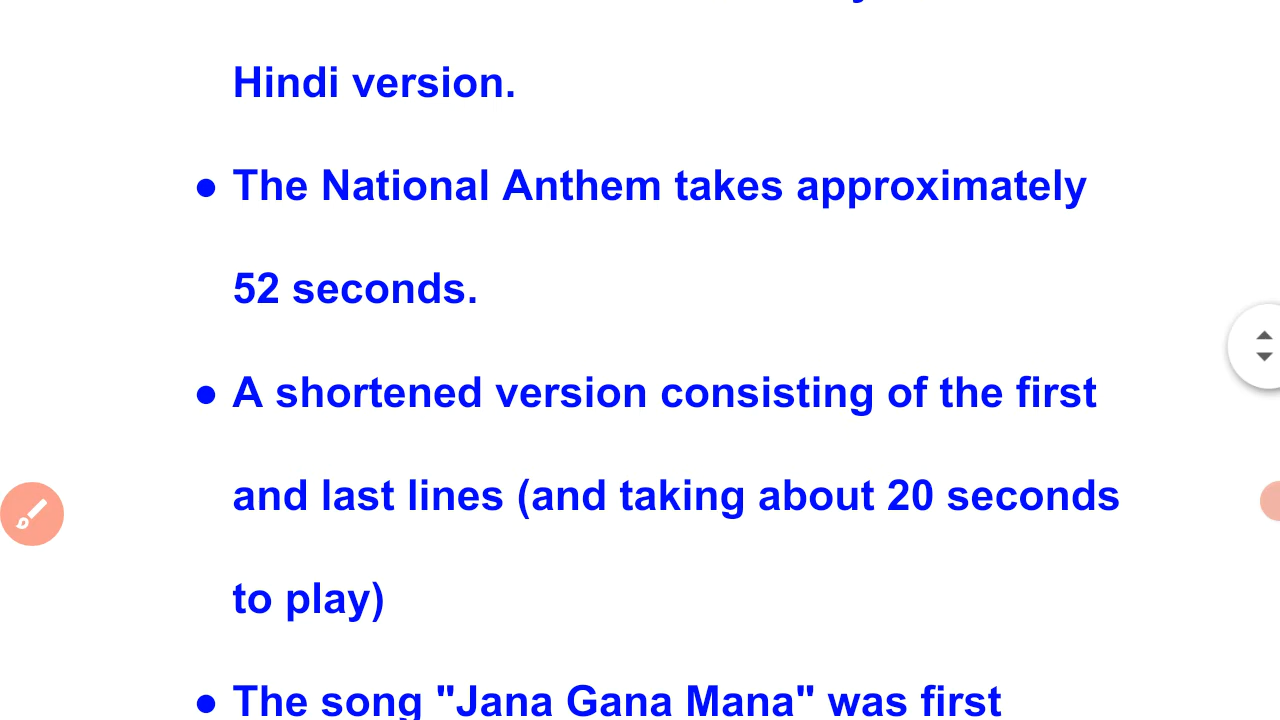 Hindi version.
● The National Anthem takes approximately
52 seconds.
● A shortened version consisting of the first
and last lines (and taking about 20 seconds
to play)
● The song "Jana Gana Mana" was first